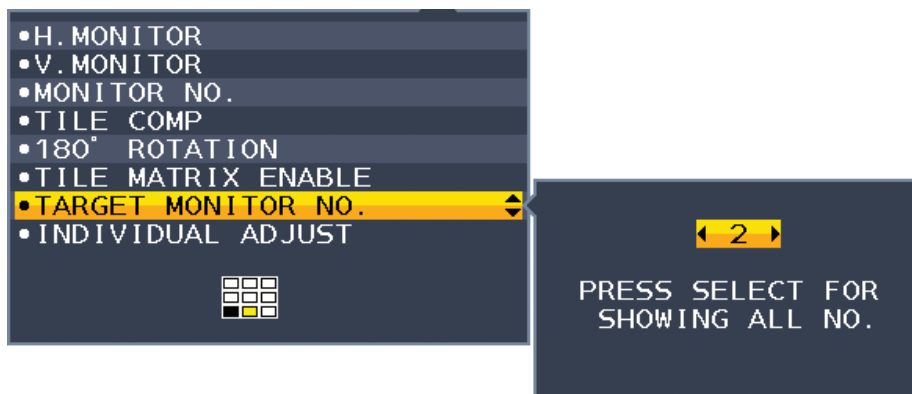 •H.MONITOR
•V.MONITOR
•MONITOR NO.
•TILE COMP
•180° ROTATION
•TILE MATRIX ENABLE
•TARGET MONITOR NO.
•INDIVIDUAL ADJUST
2
PRESS SELECT FOR
SHOWING ALL NO.